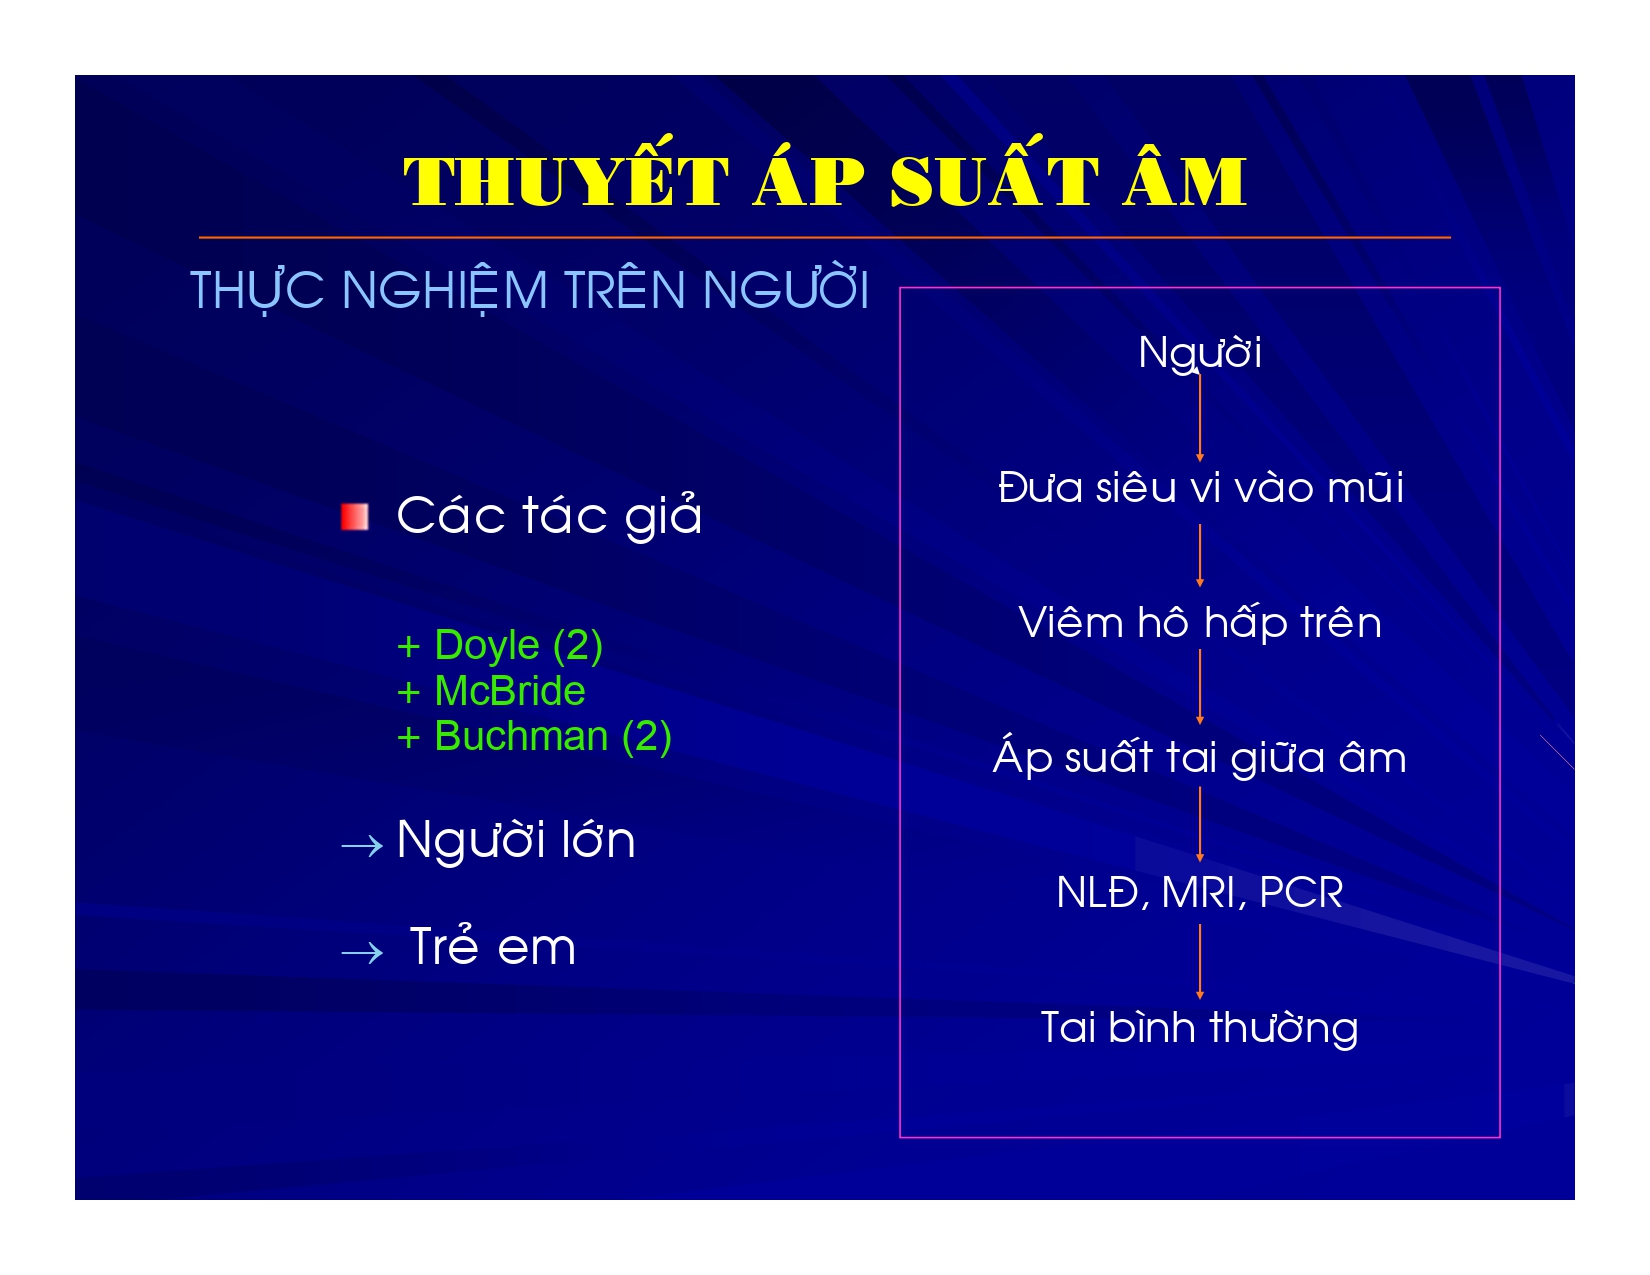 THUYẾT ÁP SUẤT ÂM
THỰC NGHIỆM TRÊN NGƯỜI
Các tác giả
+ Doyle (2)
+ McBride
+ Buchman (2)
→ Người lớn
→ Trẻ em
Người
Đưa siêu vi vào mũi
Viêm hô hấp trên
Áp suất tai giữa âm
NLĐ, MRI, PCR
Tai bình thường